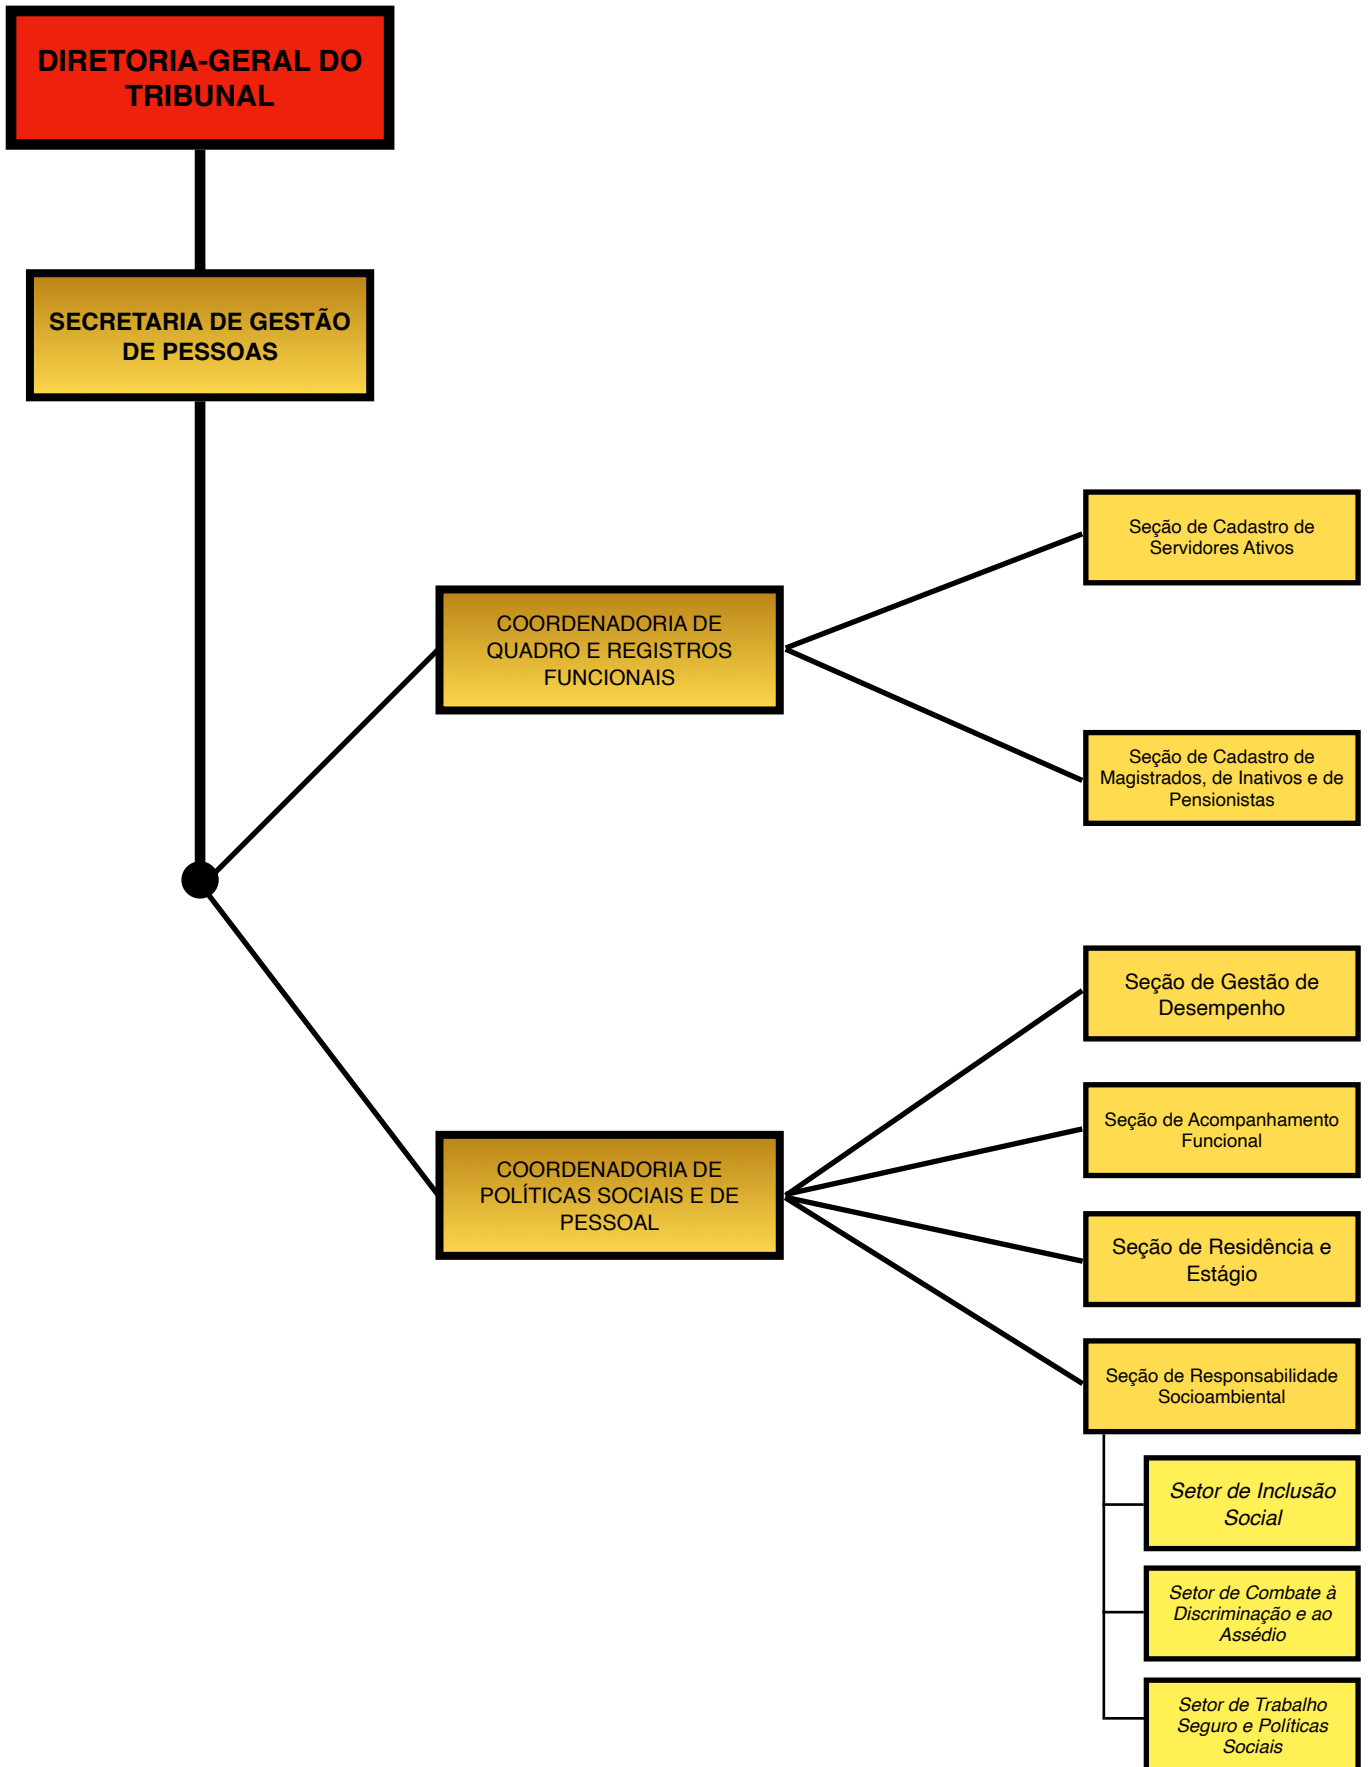 DIRETORIA-GERAL DO
TRIBUNAL
SECRETARIA DE GESTÃO
DE PESSOAS
COORDENADORIA DE
QUADRO E REGISTROS
FUNCIONAIS
Seção de Cadastro de
Servidores Ativos
Seção de Cadastro de
Magistrados, de Inativos e de
Pensionistas
COORDENADORIA DE
POLÍTICAS SOCIAIS E DE
PESSOAL
Seção de Gestão de
Desempenho
Seção de Acompanhamento
Funcional
Seção de Residência e
Estágio
Seção de Responsabilidade
Socioambiental
Setor de Inclusão
Social
Setor de Combate à
Discriminação e ao
Assédio
Setor de Trabalho
Seguro e Políticas
Sociais